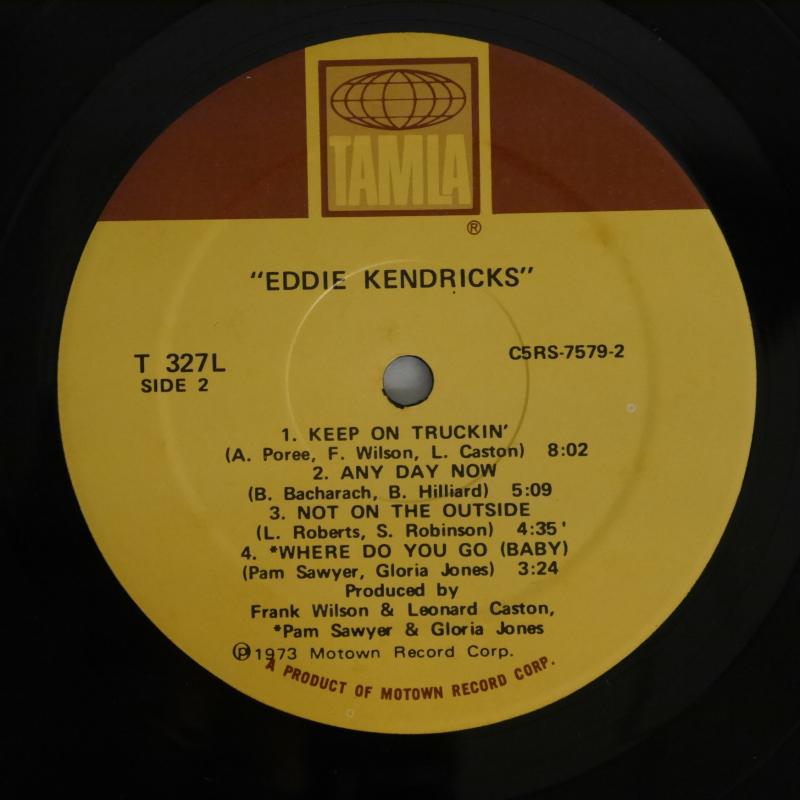 TAMLA
®
"EDDIE KENDRICKS"
T 327L
SIDE 2
C5RS-7579-2
1. KEEP ON TRUCKIN'
(A. Poree, F. Wilson, L. Caston) 8:02
2. ANY DAY NOW
(B. Bacharach, B. Hilliard) 5:09
3. NOT ON THE OUTSIDE
(L. Roberts, S. Robinson) 4:35'
4. *WHERE DO YOU GO (BABY)
(Pam Sawyer, Gloria Jones) 3:24
Produced by
Frank Wilson & Leonard Caston,
*Pam Sawyer & Gloria Jones
℗1973 Motown Record Corp.
A PRODUCT OF MOTOWN RECORD CORP.